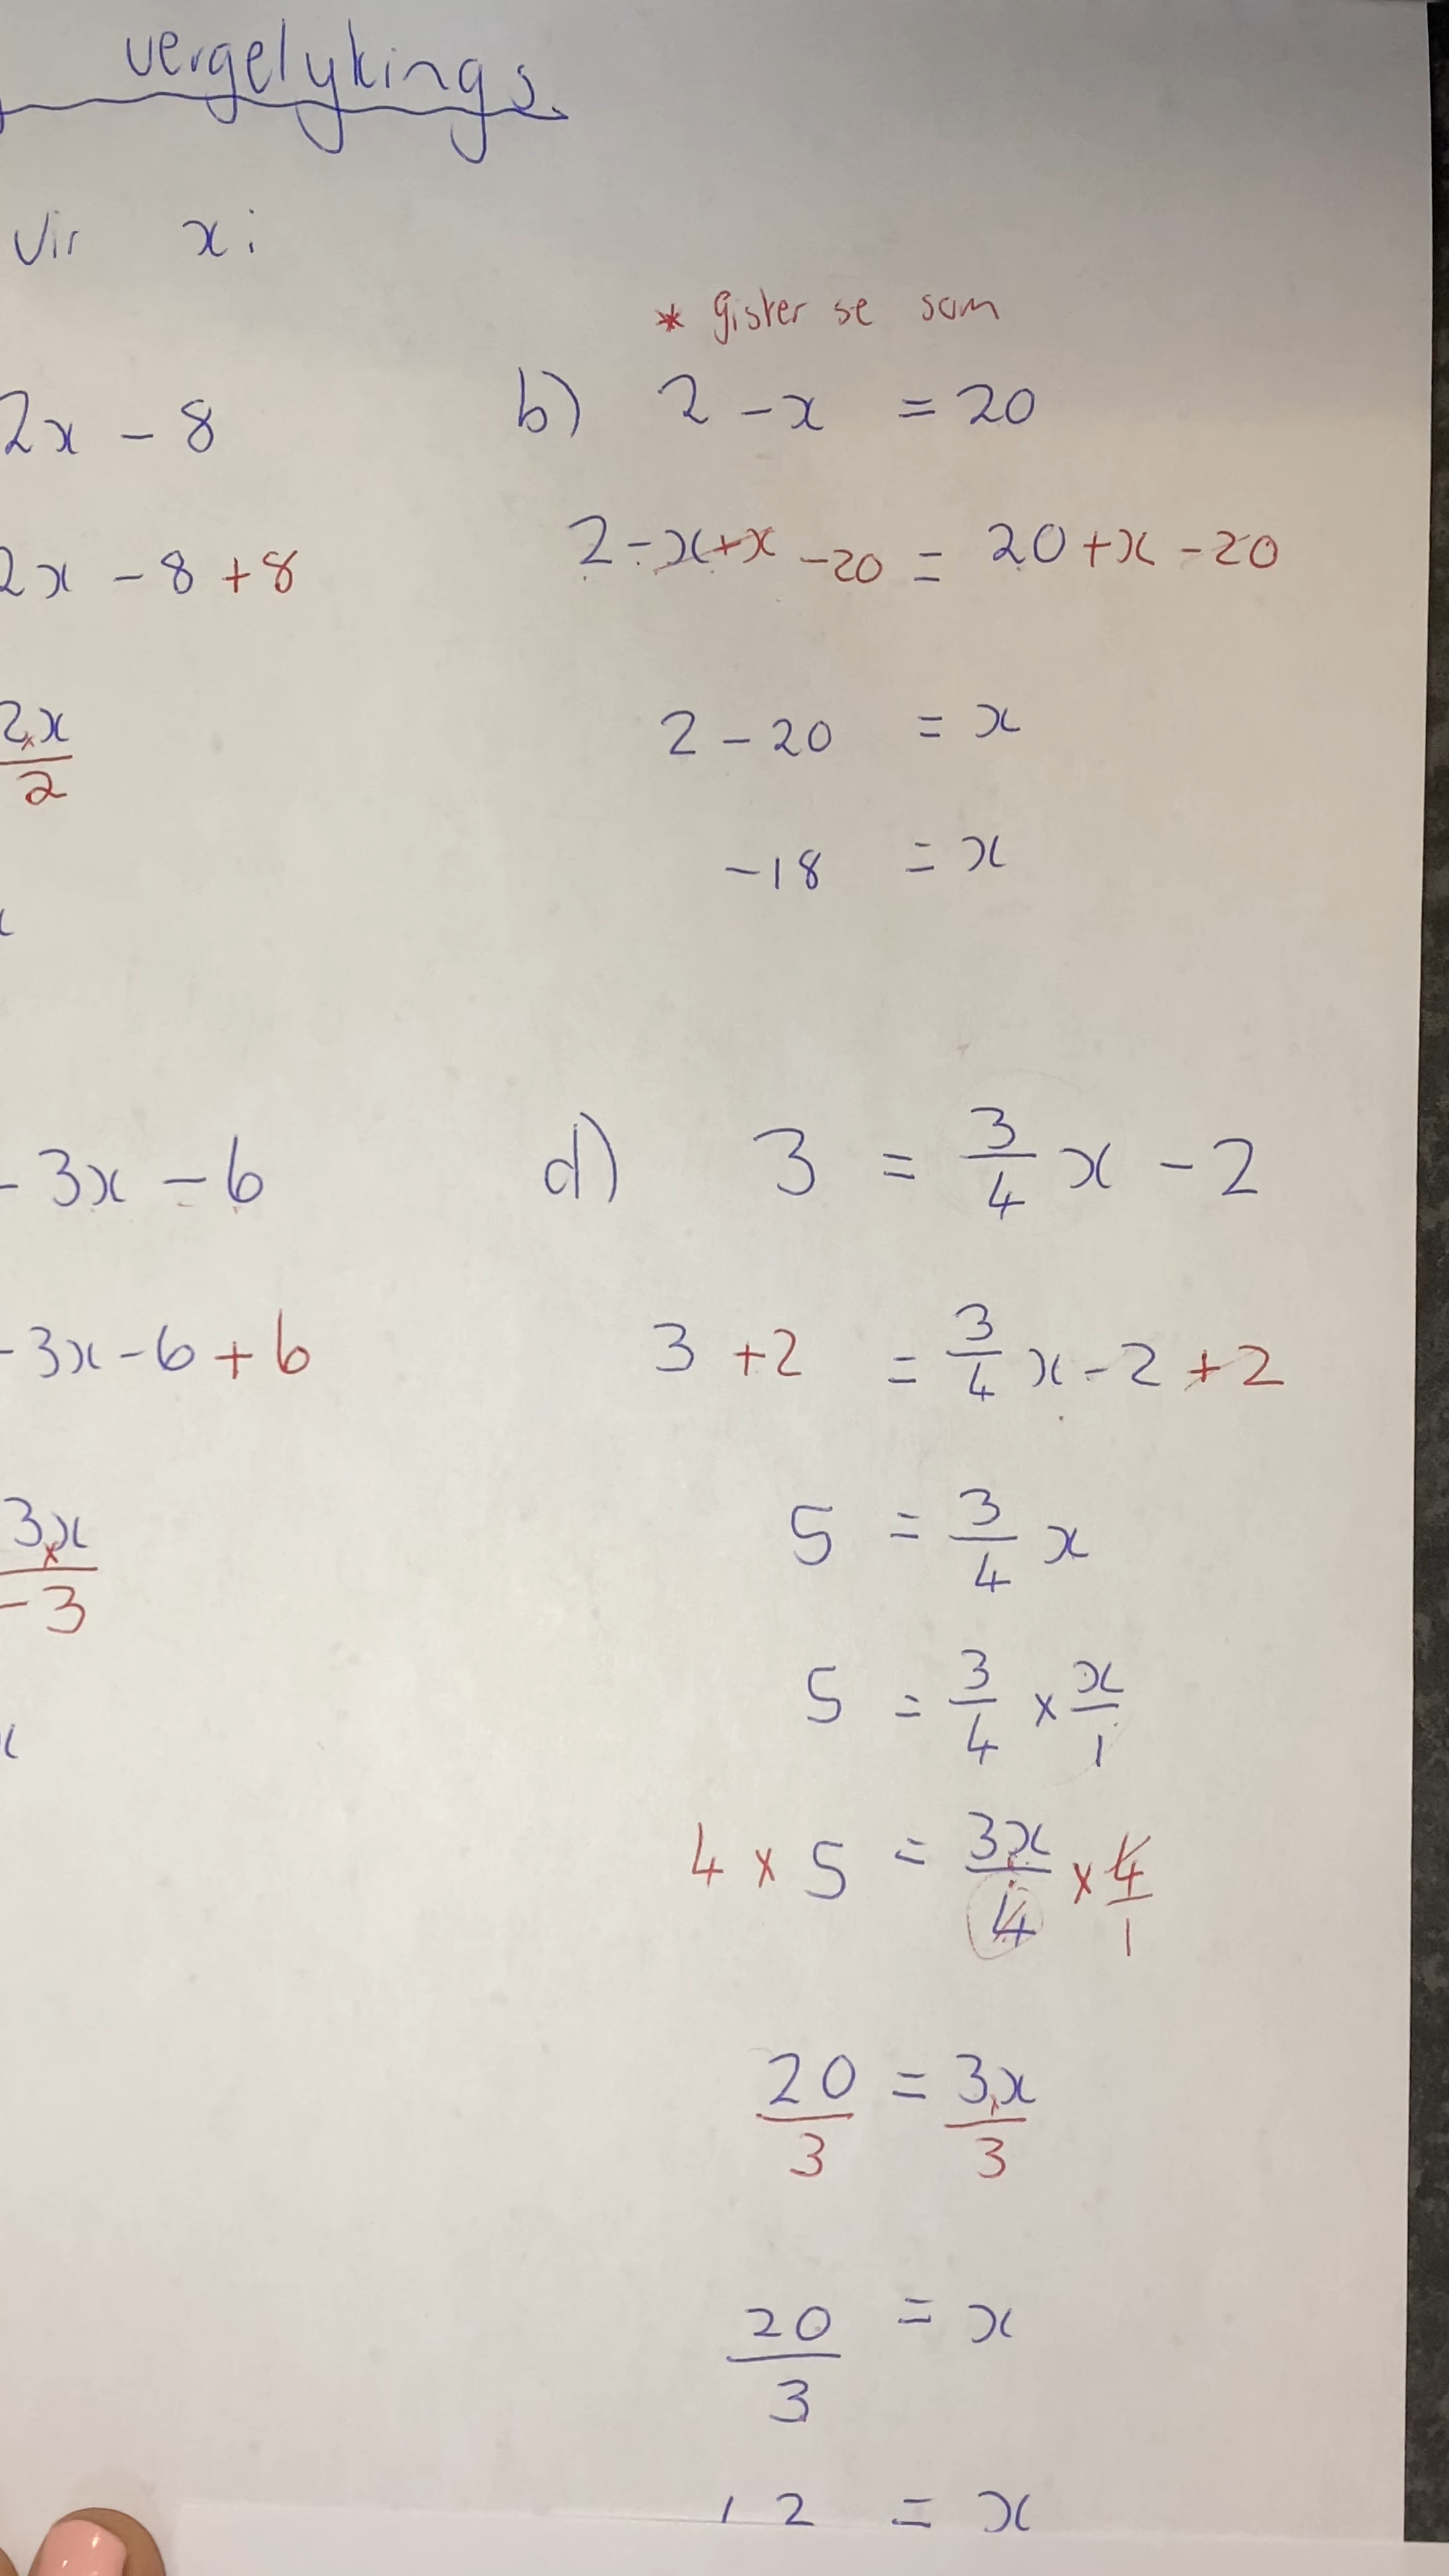 vergelykings
vir x:
2x - 8
2x - 8 + 8
2x
2
- 3x - 6
- 3x - 6 + 6
3x
-3
* gister se som
b) 2 - x = 20
2 - x + x - 20 = 20 + x - 20
2 - 20 = x
-18 = x
d) 3 = 3/4 x - 2
3 + 2 = 3/4 x - 2 + 2
5 = 3/4 x
5 = 3/4 × x/1
4 × 5 = 3x/4 × 4/1
20/3 = 3x/3
20/3 = x
2 = x